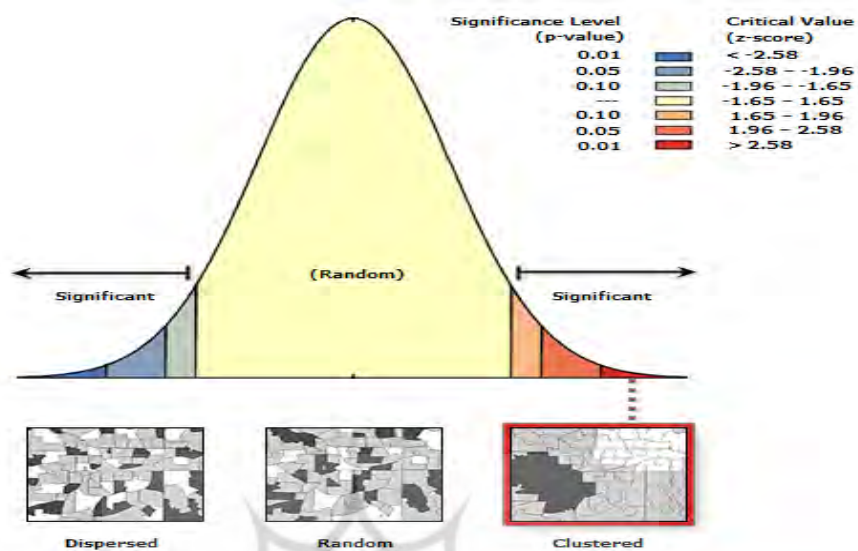 Significance Level Critical Value
(p-value) (z-score)
0.01 < -2.58
0.05 -2.58 – -1.96
0.10 -1.96 – -1.65
--- -1.65 – 1.65
0.10 1.65 – 1.96
0.05 1.96 – 2.58
0.01 > 2.58
(Random)
Significant Significant
Dispersed Random Clustered